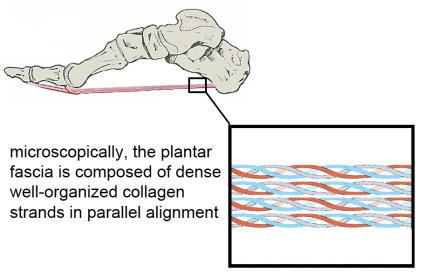 microscopically, the plantar
fascia is composed of dense
well-organized collagen
strands in parallel alignment